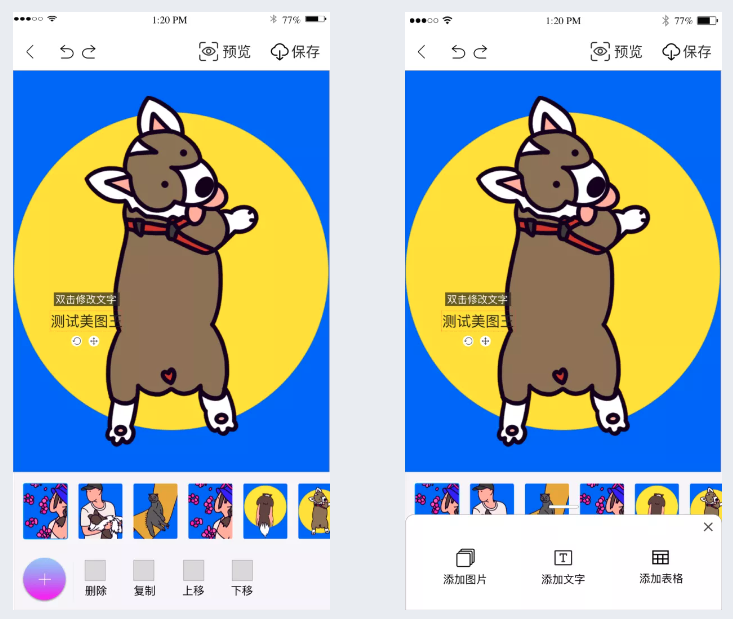 1:20 PM
77%
预览
保存
双击修改文字
测试美图王
删除
复制
上移
下移
1:20 PM
77%
预览
保存
双击修改文字
测试美图王
添加图片
T
添加文字
添加表格